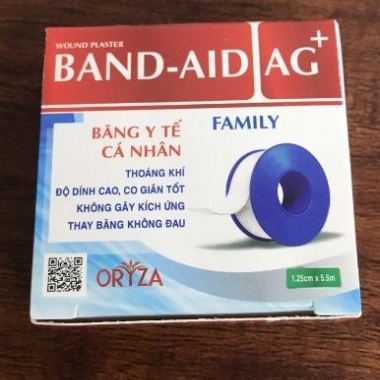 WOUND PLASTER
BAND-AID AG+
BĂNG Y TẾ
CÁ NHÂN
FAMILY
THOÁNG KHÍ
ĐỘ DÍNH CAO, CO GIÃN TỐT
KHÔNG GÂY KÍCH ỨNG
THAY BĂNG KHÔNG ĐAU
ORYZA
1.25cm x 5.5m